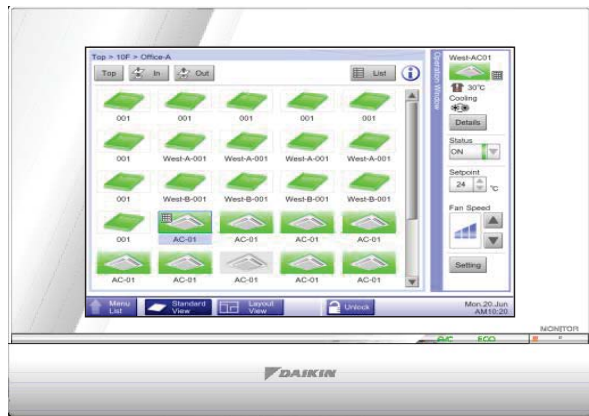 Top > 10F > Office-A
Top In Out List
001 001 001 001 001
001 West-A-001 West-A-001 West-A-001 West-A-001
001 West-B-001 West-B-001 West-B-001 West-B-001
001 AC-01 AC-01 AC-01 AC-01
AC-01 AC-01 AC-01 AC-01 AC-01
Operation Window
West-AC01
30°C
Cooling
Details
Status
ON
Setpoint
24 °C
Fan Speed
Setting
Menu List
Standard View
Layout View
Unlock
Mon,20.Jun
AM10:20
MONITOR
A/C ECO
DAIKIN